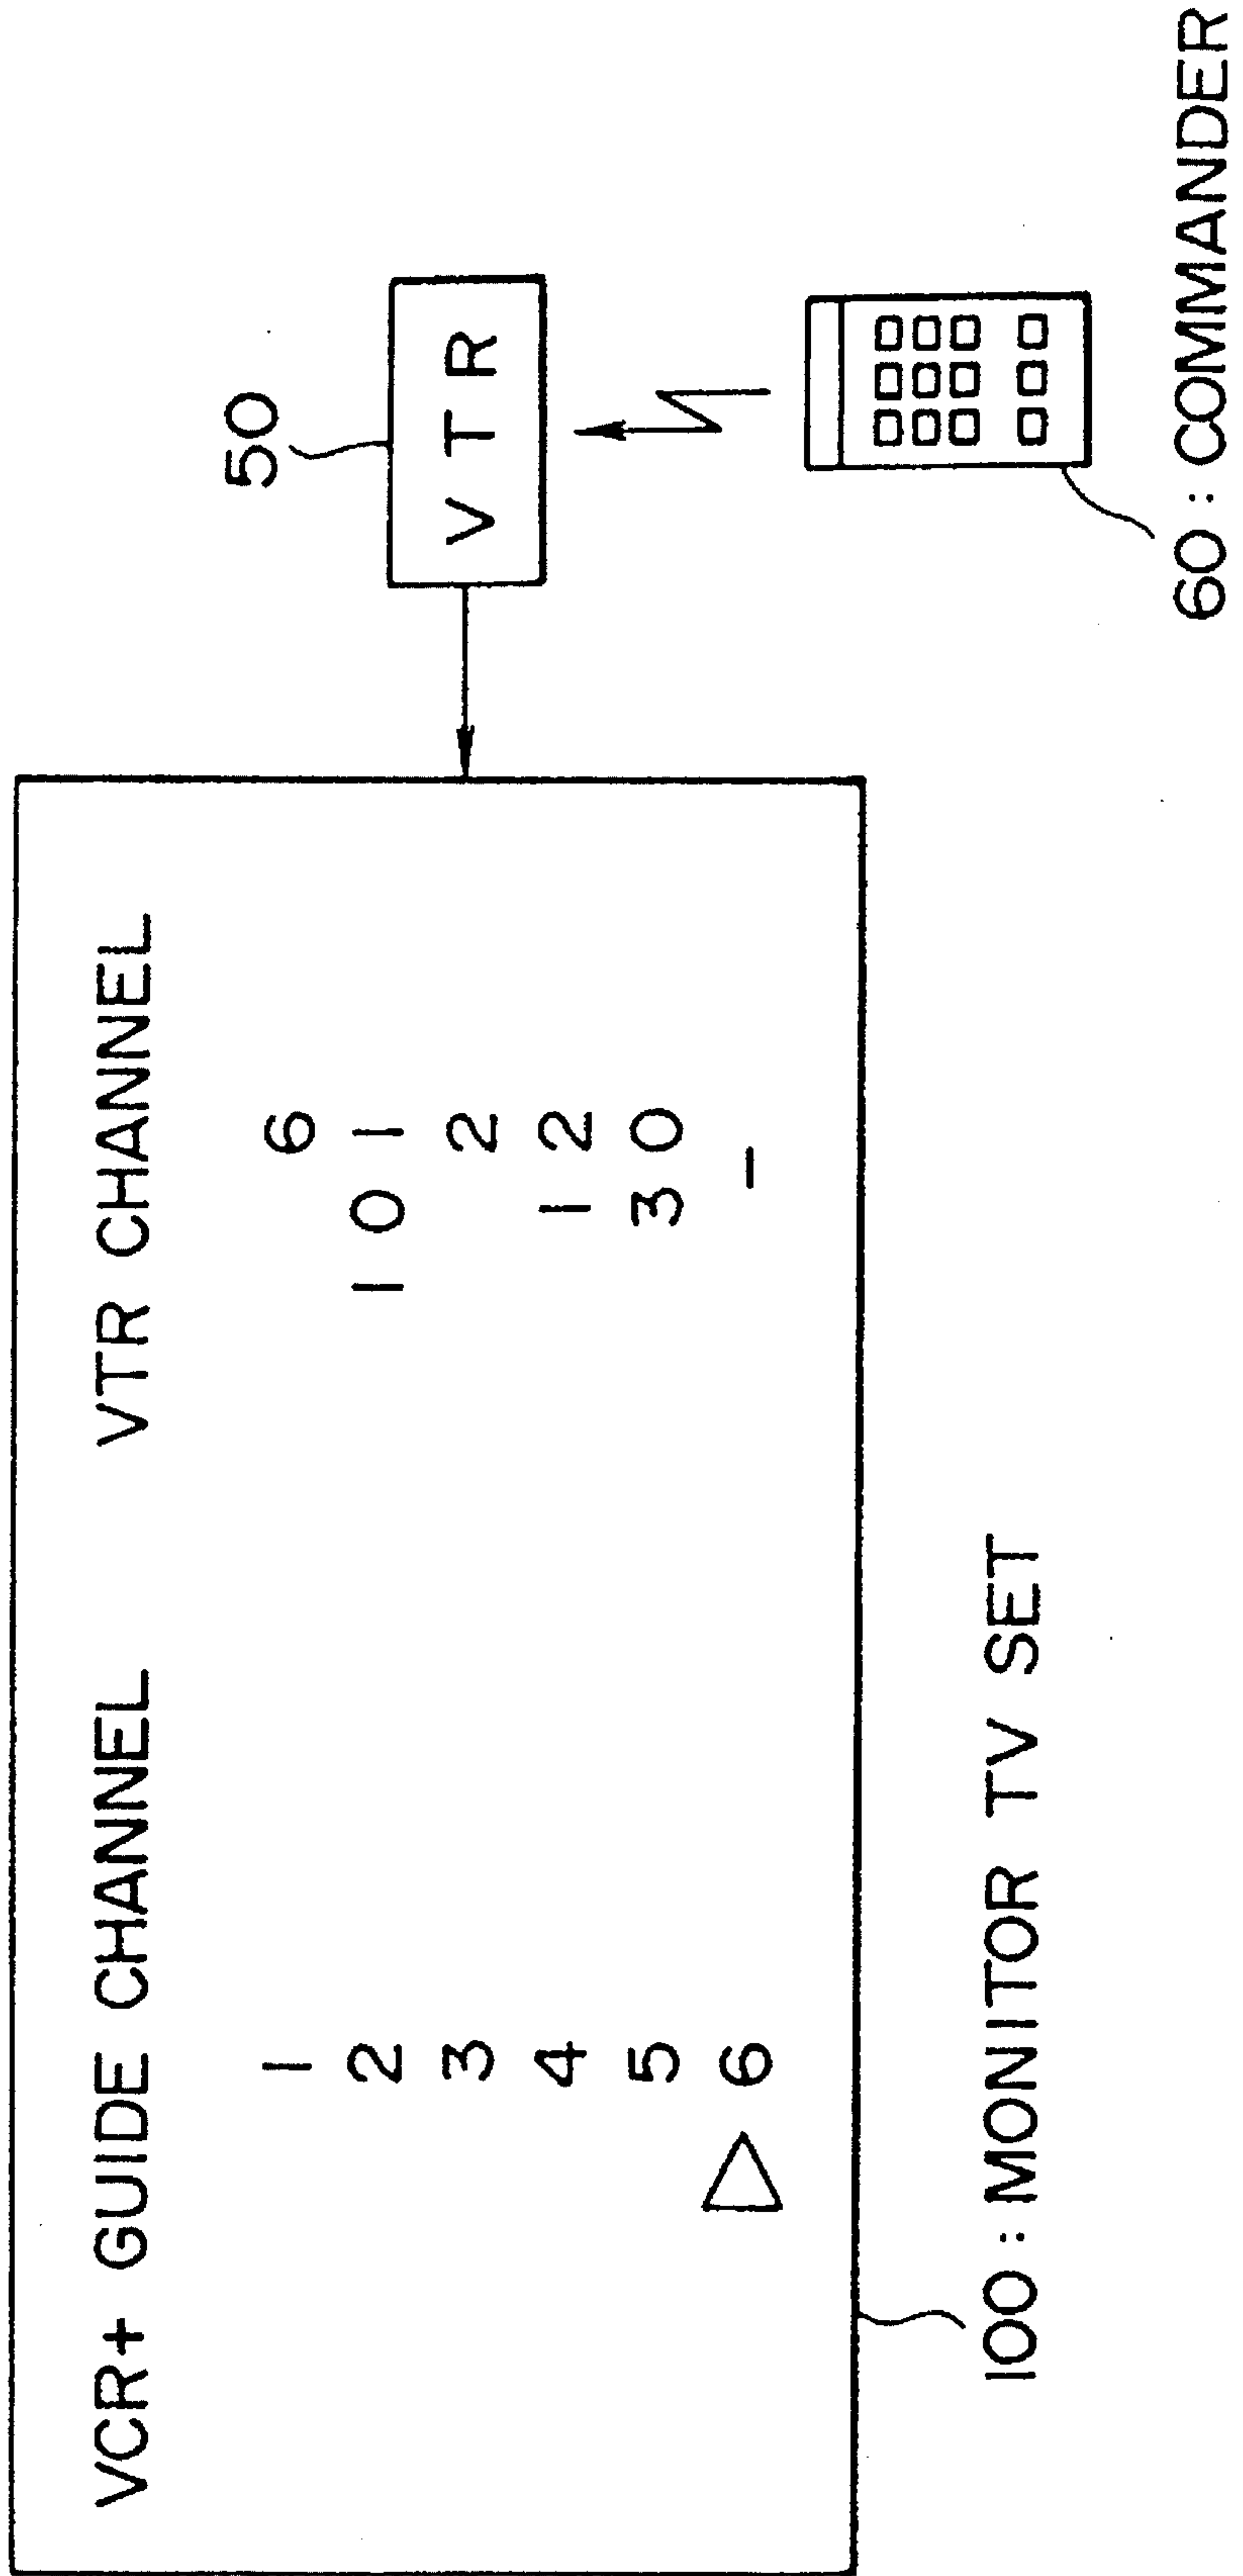 VCR+ GUIDE CHANNEL VTR CHANNEL
1 6
2 101
3 2
4 12
5 30
▷ 6 –
50
VTR
100 : MONITOR TV SET
60 : COMMANDER